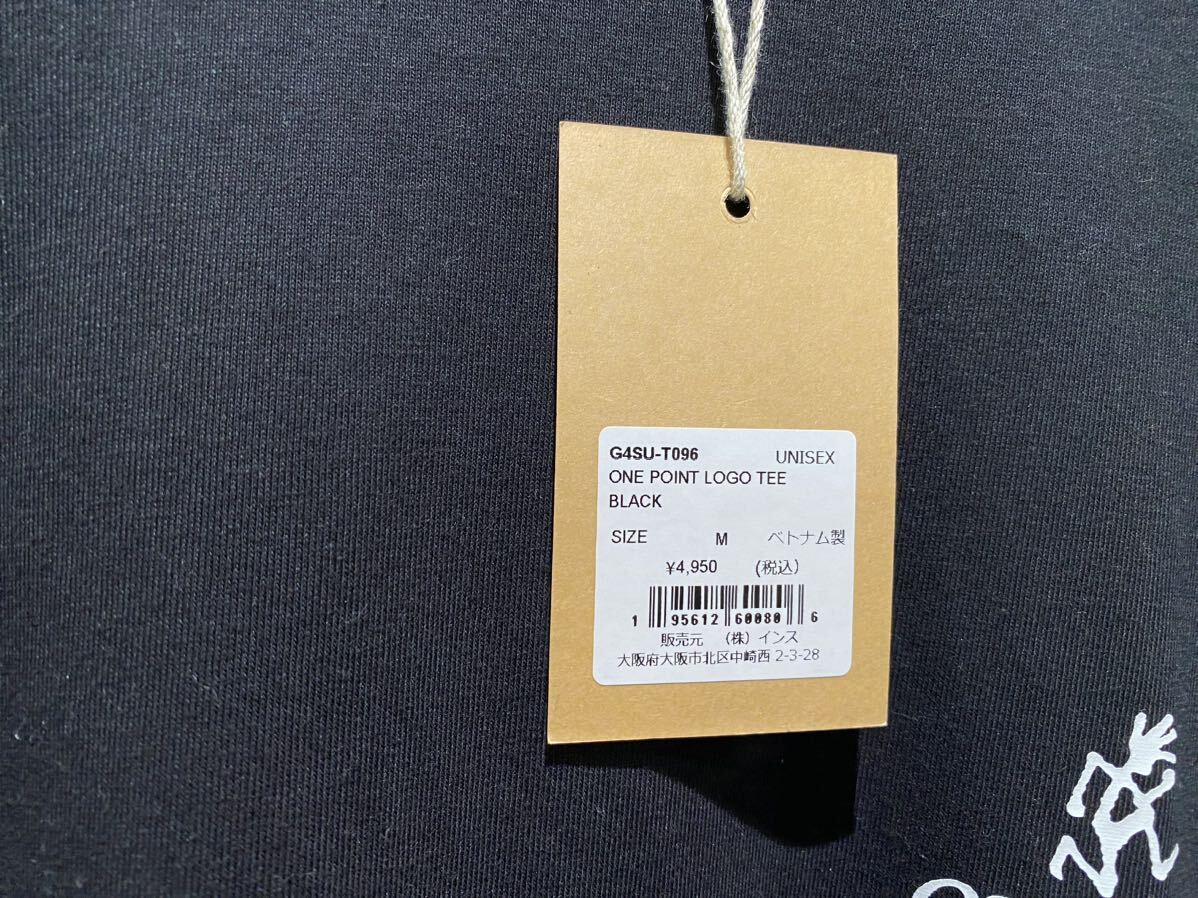 G4SU-T096 UNISEX
ONE POINT LOGO TEE
BLACK
SIZE M ベトナム製
¥4,950 (税込)
1 95612 60080 6
販売元 (株)インス
大阪府大阪市北区中崎西 2-3-28